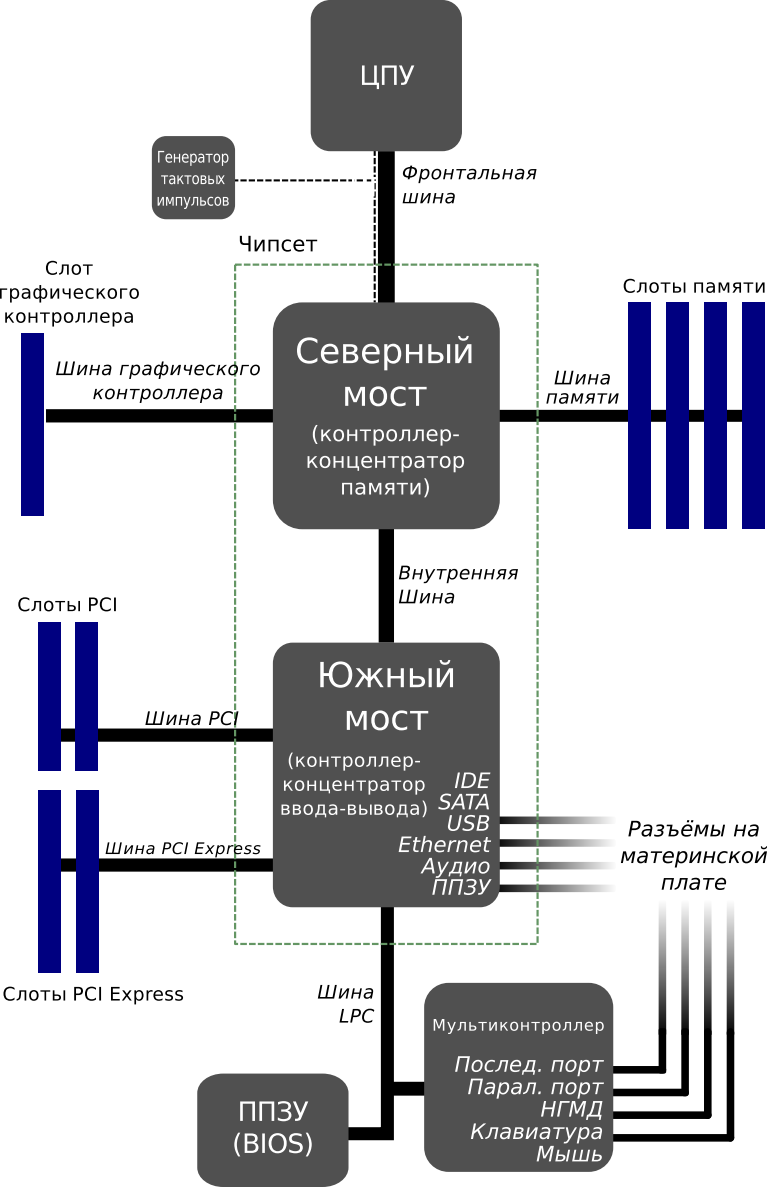 ЦПУ
Генератор
тактовых
импульсов
Фронтальная
шина
Чипсет
Слот
графического
контроллера
Слоты памяти
Шина графического
контроллера
Северный
мост
(контроллер-
концентратор
памяти)
Шина
памяти
Внутренняя
Шина
Слоты PCI
Шина PCI
Южный
мост
(контроллер-
концентратор
ввода-вывода)
IDE
SATA
USB
Ethernet
Аудио
ППЗУ
Разъёмы на
материнской
плате
Шина PCI Express
Слоты PCI Express
Шина
LPC
Мультиконтроллер
Послед. порт
Парал. порт
НГМД
Клавиатура
Мышь
ППЗУ
(BIOS)